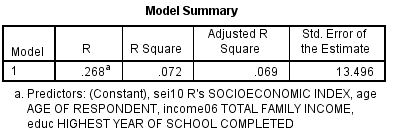 Model Summary
Model R R Square Adjusted R Square Std. Error of the Estimate
1 .268a .072 .069 13.496
a. Predictors: (Constant), sei10 R's SOCIOECONOMIC INDEX, age
AGE OF RESPONDENT, income06 TOTAL FAMILY INCOME,
educ HIGHEST YEAR OF SCHOOL COMPLETED